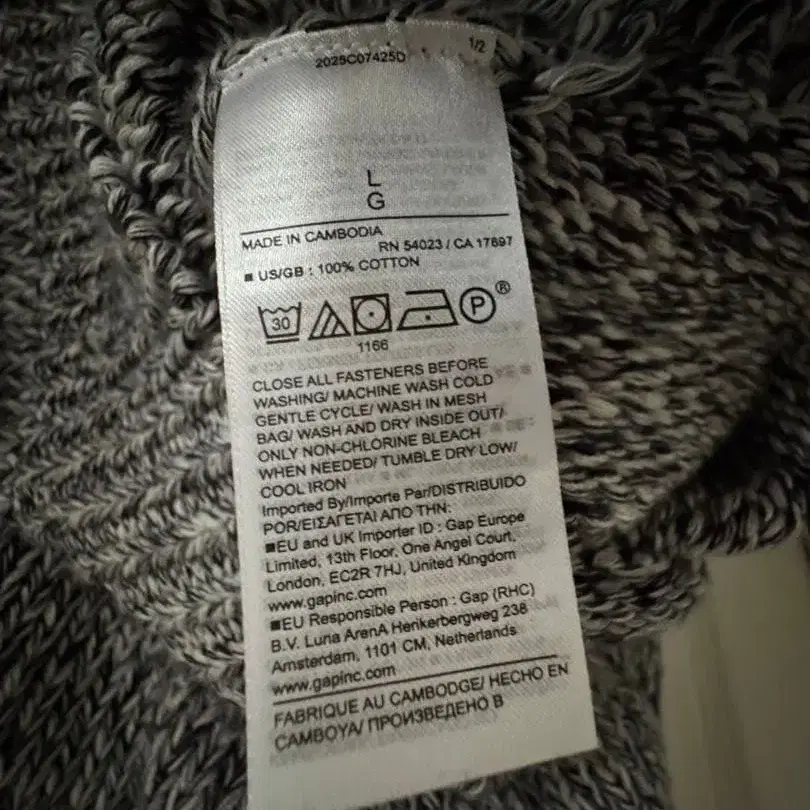 1/2
2025C07425D
L
G
MADE IN CAMBODIA
RN 54023 / CA 17897
■ US/GB : 100% COTTON
30
P
®
1166
CLOSE ALL FASTENERS BEFORE
WASHING/ MACHINE WASH COLD
GENTLE CYCLE/ WASH IN MESH
BAG/ WASH AND DRY INSIDE OUT/
ONLY NON-CHLORINE BLEACH
WHEN NEEDED/ TUMBLE DRY LOW/
COOL IRON
Imported By/Importe Par/DISTRIBUIDO
POR/ΕΙΣΑΓΕΤΑΙ ΑΠΟ ΤΗΝ:
■EU and UK Importer ID : Gap Europe
Limited, 13th Floor, One Angel Court,
London, EC2R 7HJ, United Kingdom
www.gapinc.com
■EU Responsible Person : Gap (RHC)
B.V. Luna ArenA Herikerbergweg 238
Amsterdam, 1101 CM, Netherlands
www.gapinc.com
FABRIQUE AU CAMBODGE/ HECHO EN
CAMBOYA/ ПРОИЗВЕДЕНО В